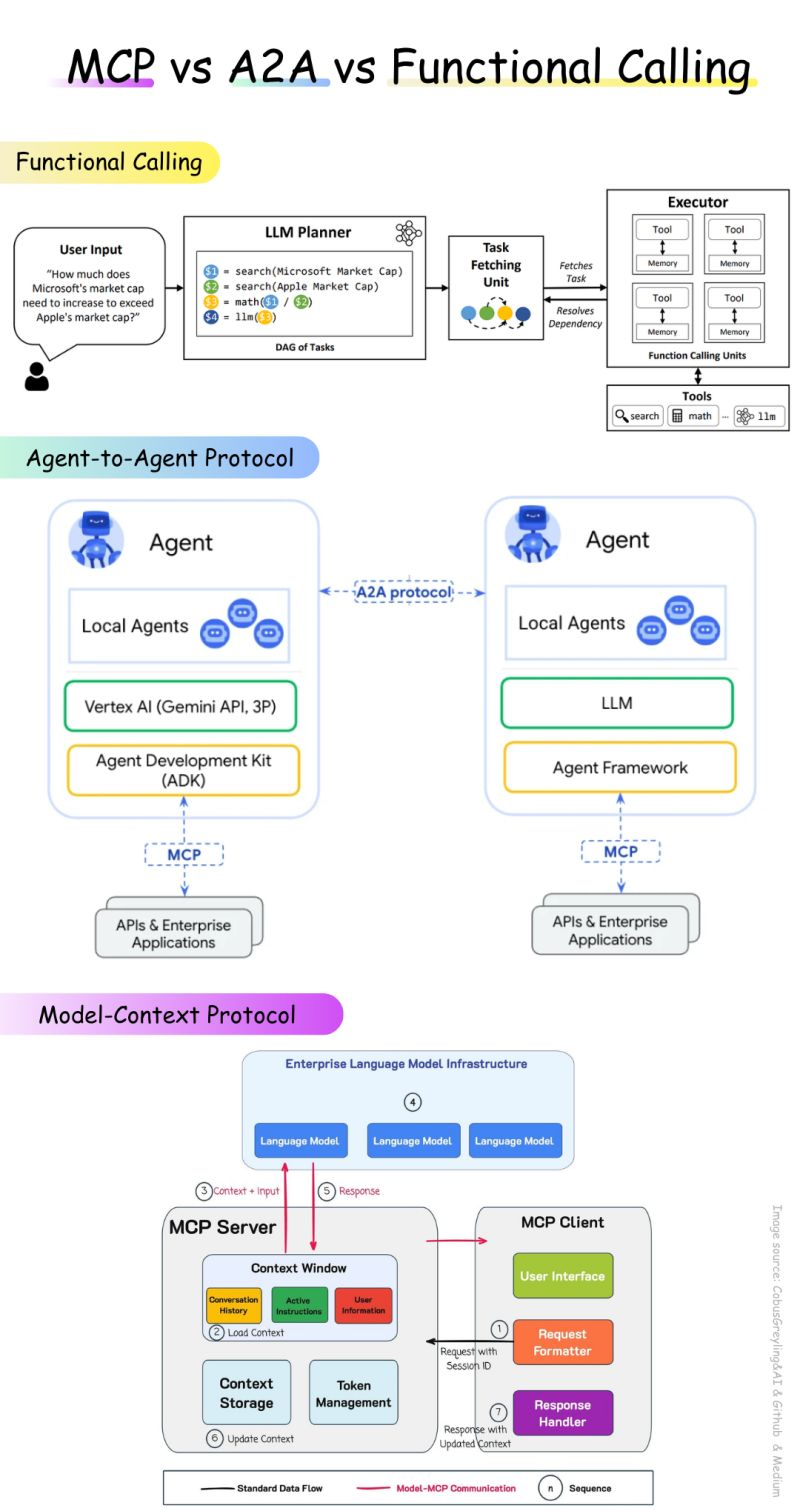 MCP vs A2A vs Functional Calling
Functional Calling
User Input
“How much does
Microsoft's market cap
need to increase to exceed
Apple's market cap?”
LLM Planner
$1 = search(Microsoft Market Cap)
$2 = search(Apple Market Cap)
$3 = math($1 / $2)
$4 = llm($3)
DAG of Tasks
Task
Fetching
Unit
Fetches
Task
Resolves
Dependency
Executor
Tool
Memory
Tool
Memory
Tool
Memory
Tool
Memory
Function Calling Units
Tools
search
math
...
llm
Agent-to-Agent Protocol
Agent
Local Agents
Vertex AI (Gemini API, 3P)
Agent Development Kit
(ADK)
MCP
APIs & Enterprise
Applications
A2A protocol
Agent
Local Agents
LLM
Agent Framework
MCP
APIs & Enterprise
Applications
Model-Context Protocol
Enterprise Language Model Infrastructure
4
Language Model
Language Model
Language Model
3 Context + Input
5 Response
MCP Server
Context Window
Conversation
History
Active
Instructions
User
Information
2 Load Context
Context
Storage
Token
Management
6 Update Context
MCP Client
User Interface
1
Request
Formatter
Request with
Session ID
7
Response
Handler
Response with
Updated Context
Standard Data Flow
Model-MCP Communication
n Sequence
Image source: CobusGreyling&AI & Github & Medium